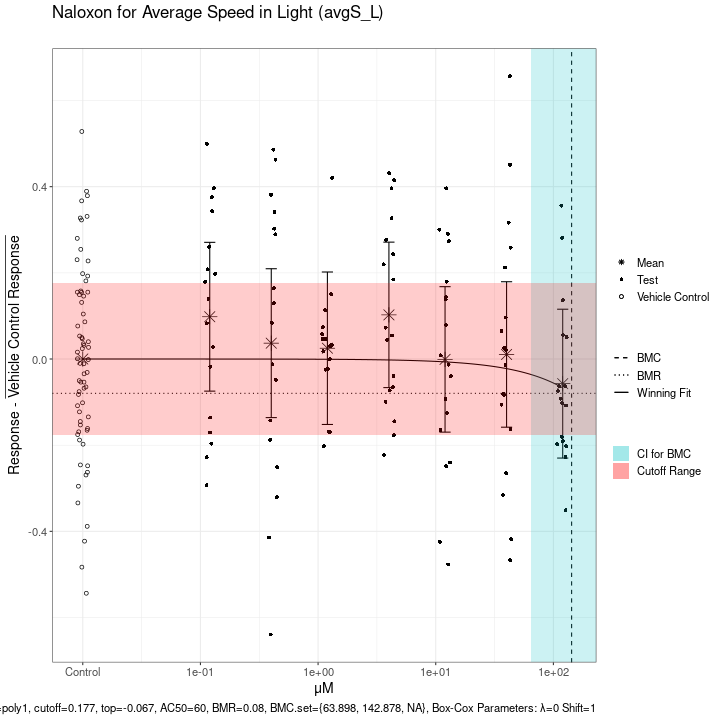 Naloxon for Average Speed in Light (avgS_L)
Response - Vehicle Control Response
0.4
0.0
-0.4
Control
1e-01
1e+00
1e+01
1e+02
μM
Mean
Test
Vehicle Control
BMC
BMR
Winning Fit
CI for BMC
Cutoff Range
=poly1, cutoff=0.177, top=-0.067, AC50=60, BMR=0.08, BMC.set={63.898, 142.878, NA}, Box-Cox Parameters: λ=0 Shift=1